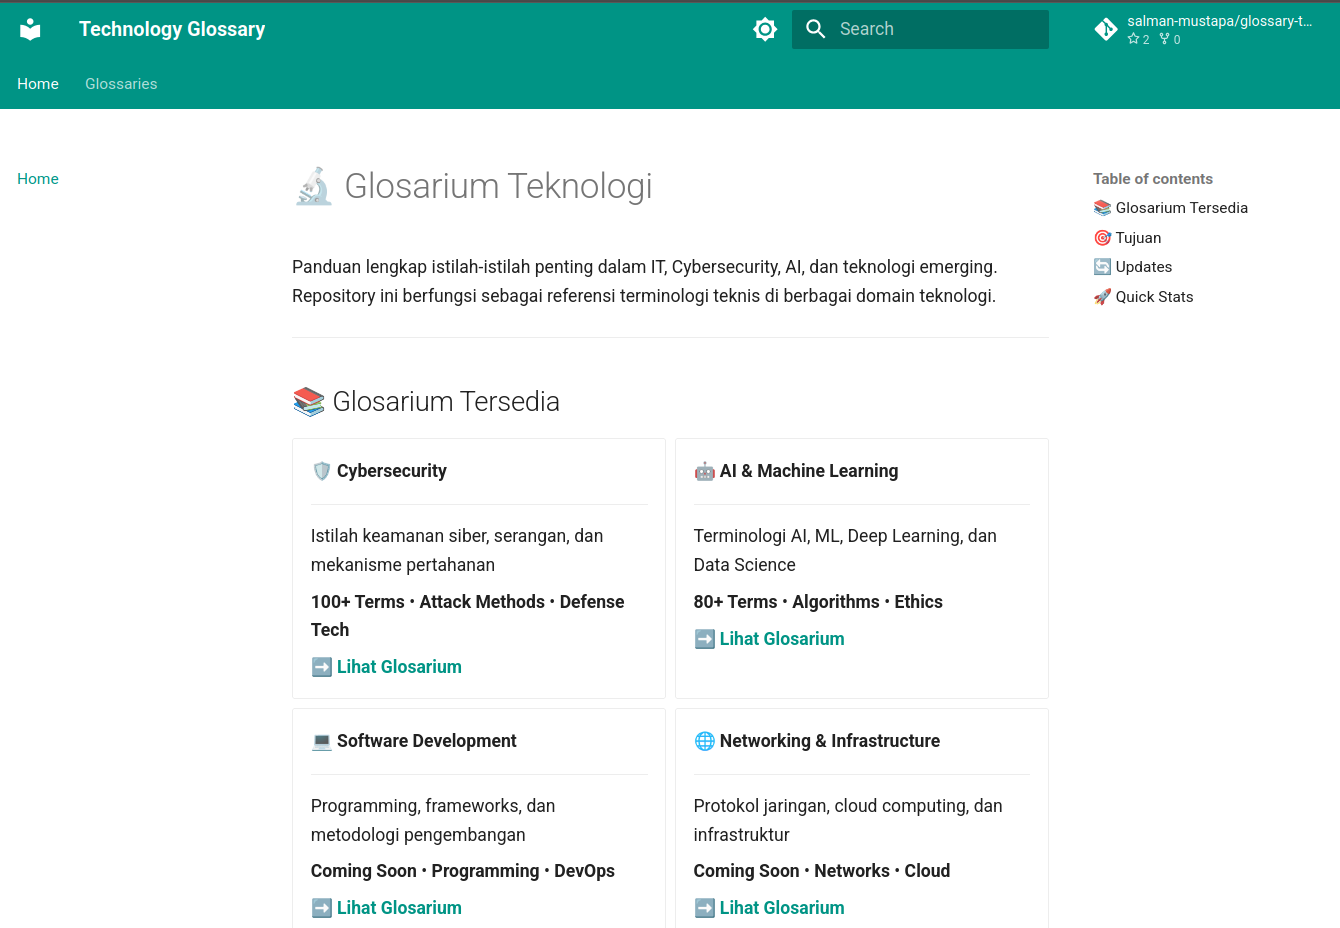 Technology Glossary
Search
salman-mustapa/glossary-t...
2 0
Home Glossaries
Home
🔬 Glosarium Teknologi
Panduan lengkap istilah-istilah penting dalam IT, Cybersecurity, AI, dan teknologi emerging.
Repository ini berfungsi sebagai referensi terminologi teknis di berbagai domain teknologi.
Table of contents
📚 Glosarium Tersedia
🎯 Tujuan
🔄 Updates
🚀 Quick Stats
📚 Glosarium Tersedia
🛡️ Cybersecurity
Istilah keamanan siber, serangan, dan
mekanisme pertahanan
100+ Terms • Attack Methods • Defense
Tech
➡️ Lihat Glosarium
🤖 AI & Machine Learning
Terminologi AI, ML, Deep Learning, dan
Data Science
80+ Terms • Algorithms • Ethics
➡️ Lihat Glosarium
💻 Software Development
Programming, frameworks, dan
metodologi pengembangan
Coming Soon • Programming • DevOps
➡️ Lihat Glosarium
🌐 Networking & Infrastructure
Protokol jaringan, cloud computing, dan
infrastruktur
Coming Soon • Networks • Cloud
➡️ Lihat Glosarium